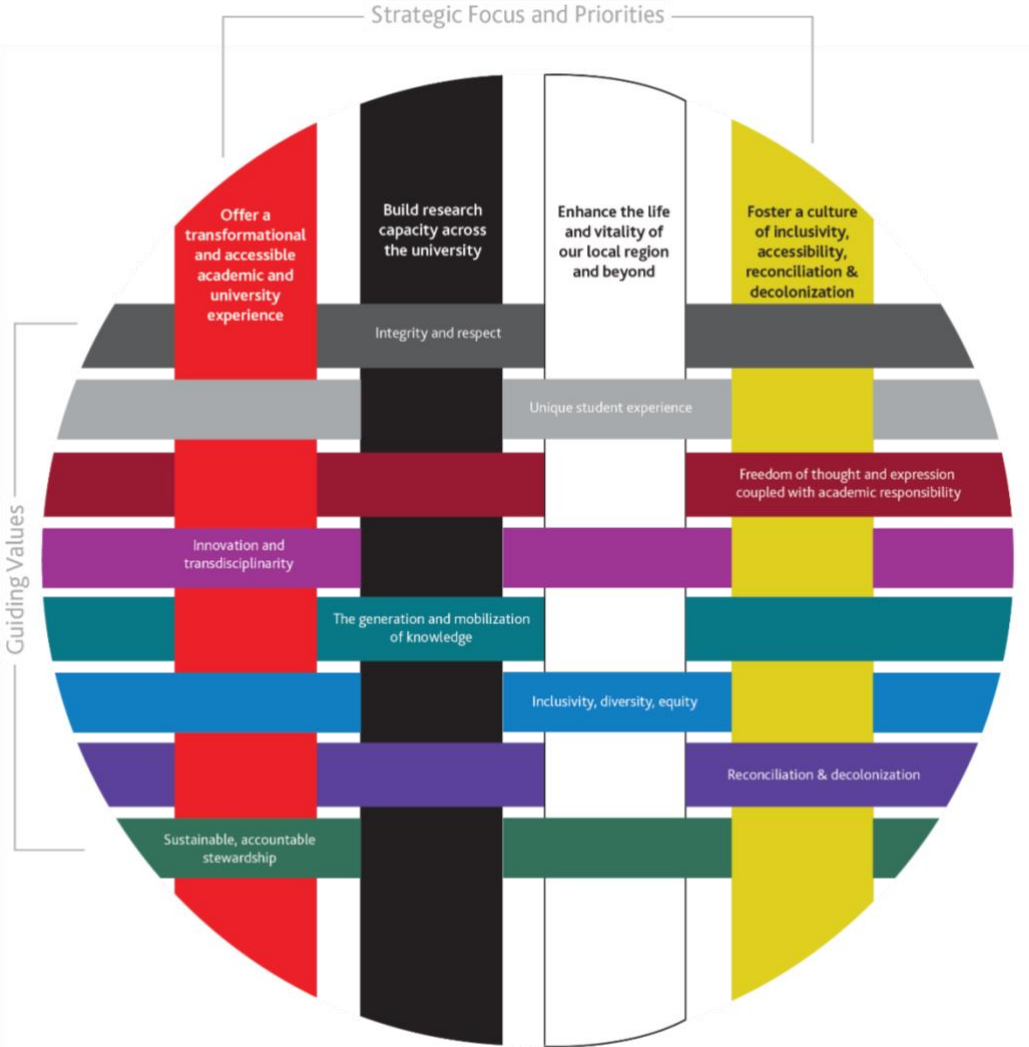 Strategic Focus and Priorities
Offer a
transformational
and accessible
academic and
university
experience
Build research
capacity across
the university
Enhance the life
and vitality of
our local region
and beyond
Foster a culture
of inclusivity,
accessibility,
reconciliation &
decolonization
Guiding Values
Integrity and respect
Unique student experience
Freedom of thought and expression
coupled with academic responsibility
Innovation and
transdisciplinarity
The generation and mobilization
of knowledge
Inclusivity, diversity, equity
Reconciliation & decolonization
Sustainable, accountable
stewardship